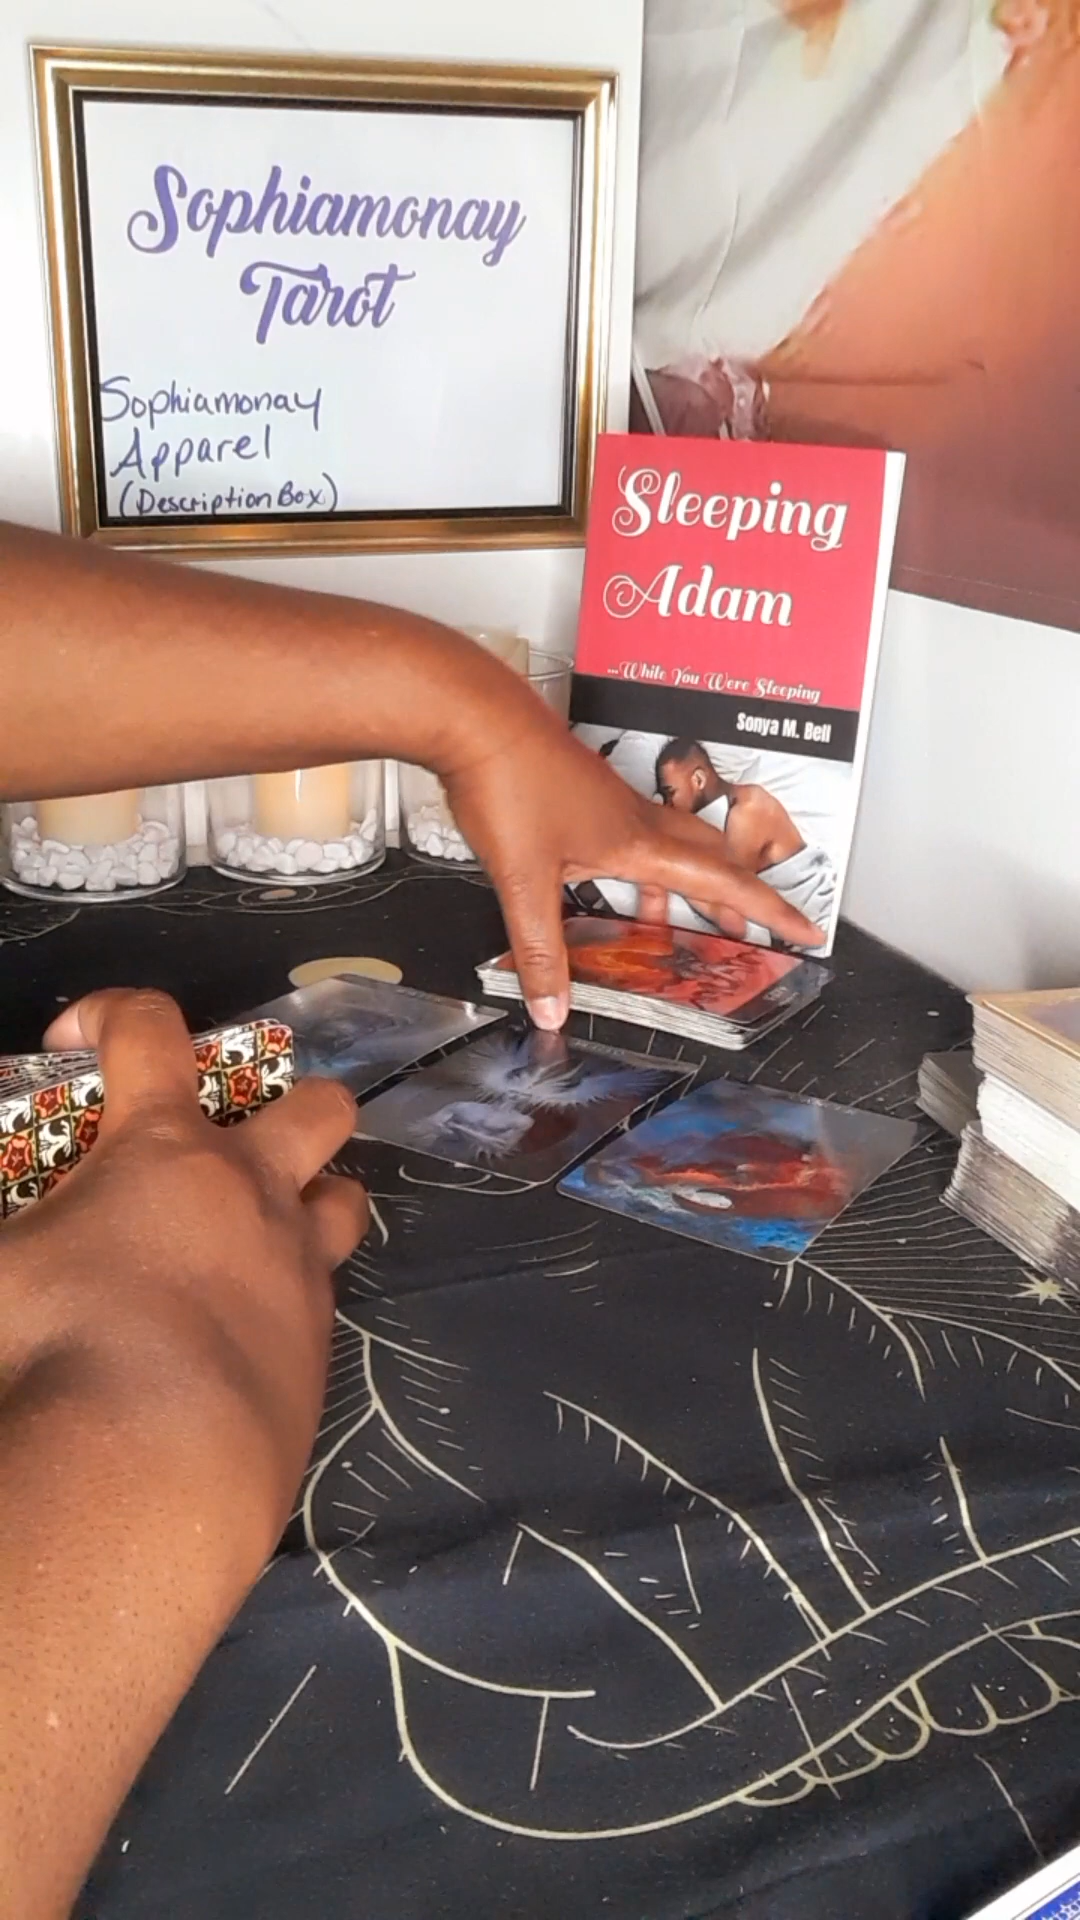 Sophiamonay
Tarot
Sophiamonay
Apparel
(Description Box)
Sleeping
Adam
...While You Were Sleeping
Sonya M. Bell